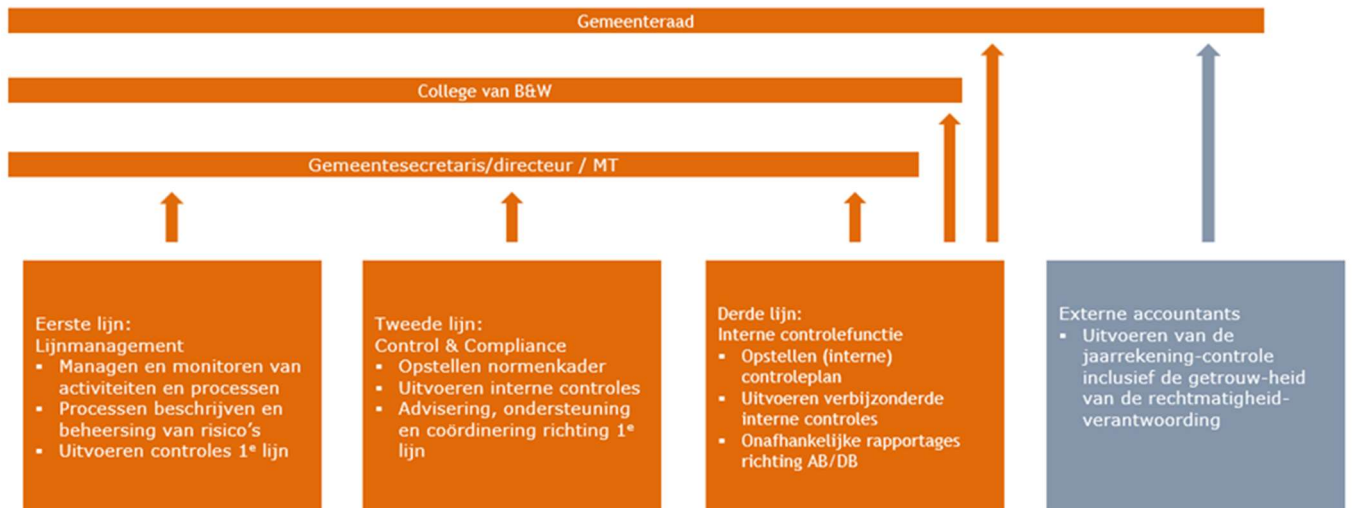 Gemeenteraad
College van B&W
Gemeentesecretaris/directeur / MT
Eerste lijn:
Lijnmanagement
▪ Managen en monitoren van
activiteiten en processen
▪ Processen beschrijven en
beheersing van risico's
▪ Uitvoeren controles 1e lijn
Tweede lijn:
Control & Compliance
▪ Opstellen normenkader
▪ Uitvoeren interne controles
▪ Advisering, ondersteuning
en coördinering richting 1e
lijn
Derde lijn:
Interne controlefunctie
▪ Opstellen (interne)
controleplan
▪ Uitvoeren verbijzonderde
interne controles
▪ Onafhankelijke rapportages
richting AB/DB
Externe accountants
▪ Uitvoeren van de
jaarrekening-controle
inclusief de getrouw-heid
van de rechtmatigheid-
verantwoording